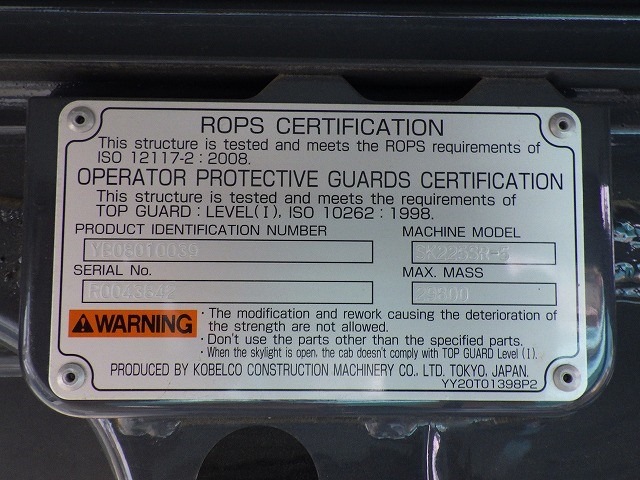 ROPS CERTIFICATION
This structure is tested and meets the ROPS requirements of
ISO 12117-2 : 2008.
OPERATOR PROTECTIVE GUARDS CERTIFICATION
This structure is tested and meets the requirements of
TOP GUARD : LEVEL(I), ISO 10262 : 1998.
PRODUCT IDENTIFICATION NUMBER
MACHINE MODEL
SERIAL No.
MAX. MASS
WARNING
· The modification and rework causing the deterioration of
the strength are not allowed.
· Don't use the parts other than the specified parts.
· When the skylight is open, the cab doesn't comply with TOP GUARD Level (I).
PRODUCED BY KOBELCO CONSTRUCTION MACHINERY CO., LTD. TOKYO, JAPAN.
YY20T01398P2